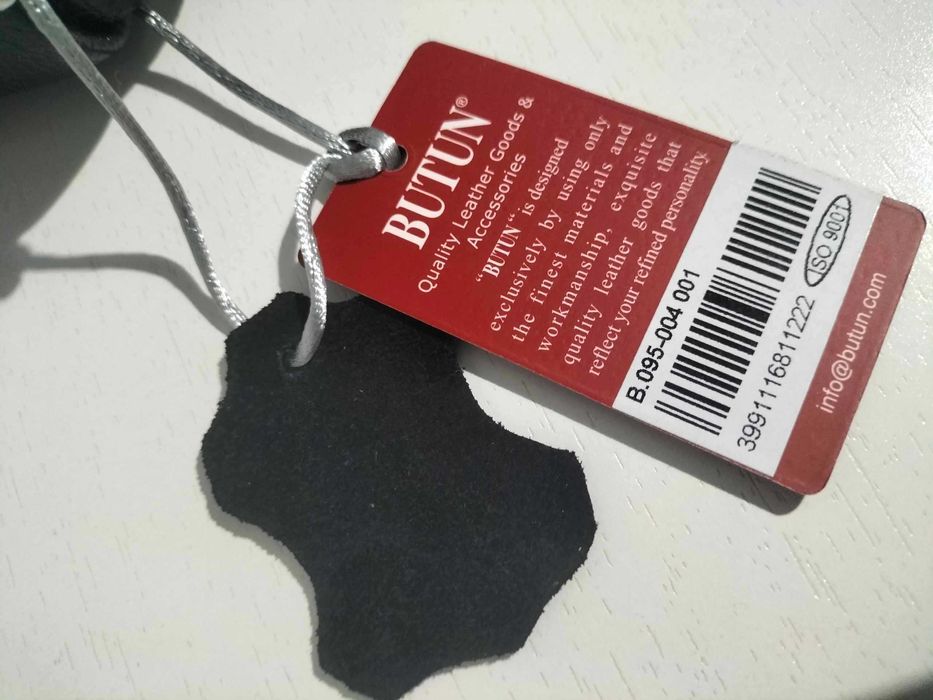 BUTUN®
Quality Leather Goods &
Accessories
“BUTUN“ is designed
exclusively by using only
the finest materials and
workmanship, exquisite
quality leather goods that
reflect your refined personality.
B.095-004 001
3991116811222
ISO 9001
info@butun.com